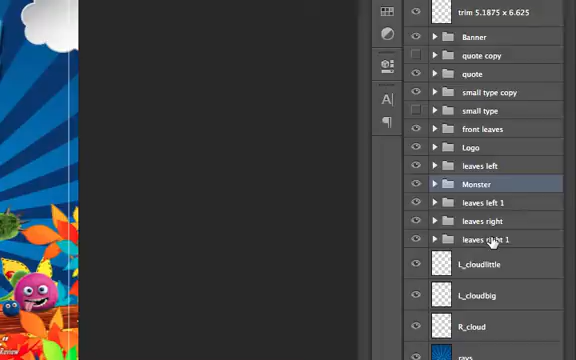 trim 5.1875 x 6.625
Banner
quote copy
quote
small type copy
small type
front leaves
Logo
leaves left
Monster
leaves left 1
leaves right
leaves right 1
L_cloudlittle
L_cloudbig
R_cloud
rays
A|
Review